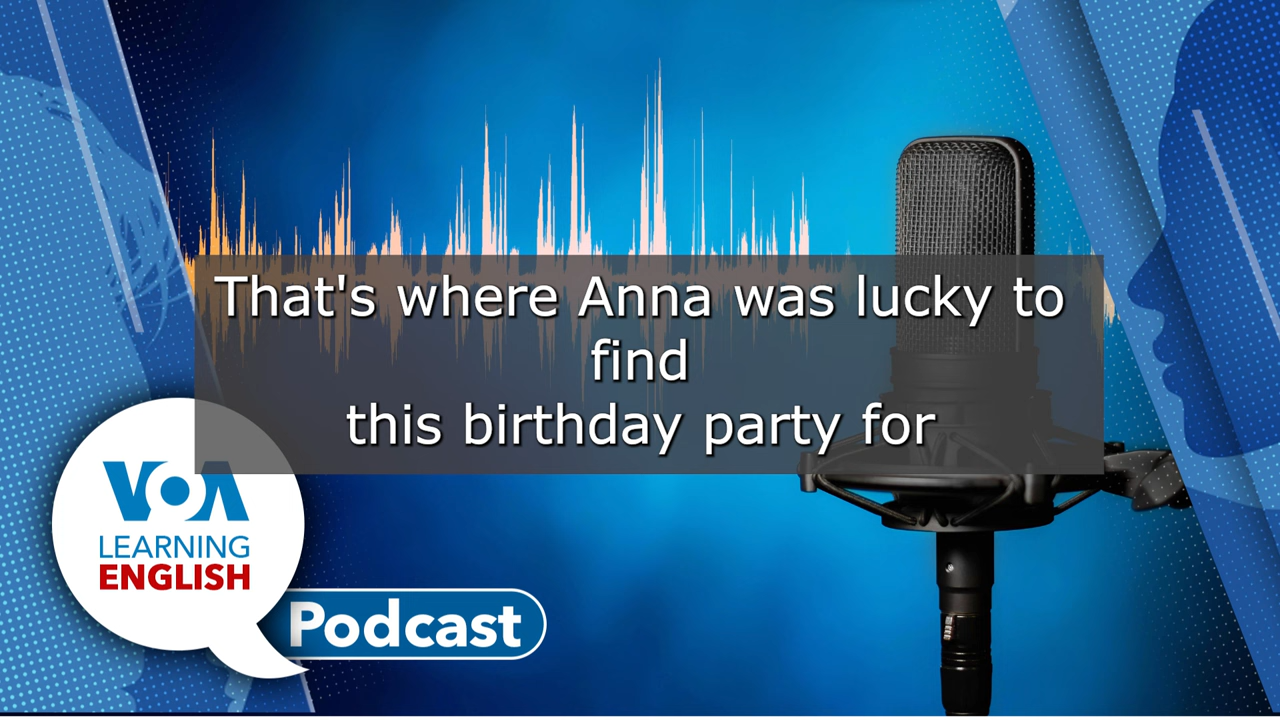 That's where Anna was lucky to
find
this birthday party for
VOA
LEARNING
ENGLISH
Podcast